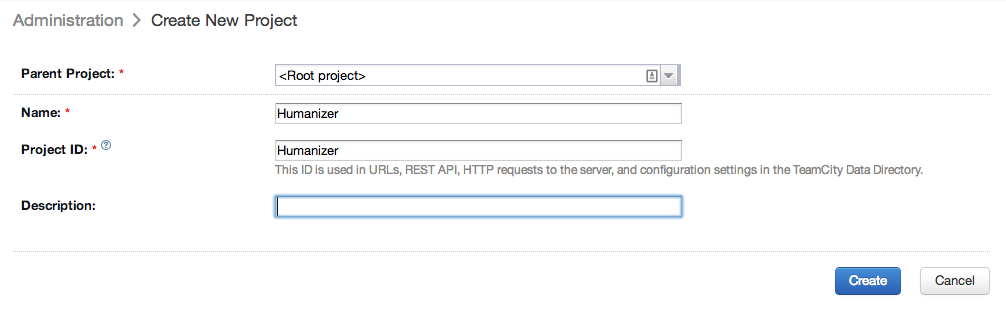 Administration > Create New Project
Parent Project: * <Root project>
Name: * Humanizer
Project ID: * ? Humanizer
This ID is used in URLs, REST API, HTTP requests to the server, and configuration settings in the TeamCity Data Directory.
Description:
Create Cancel